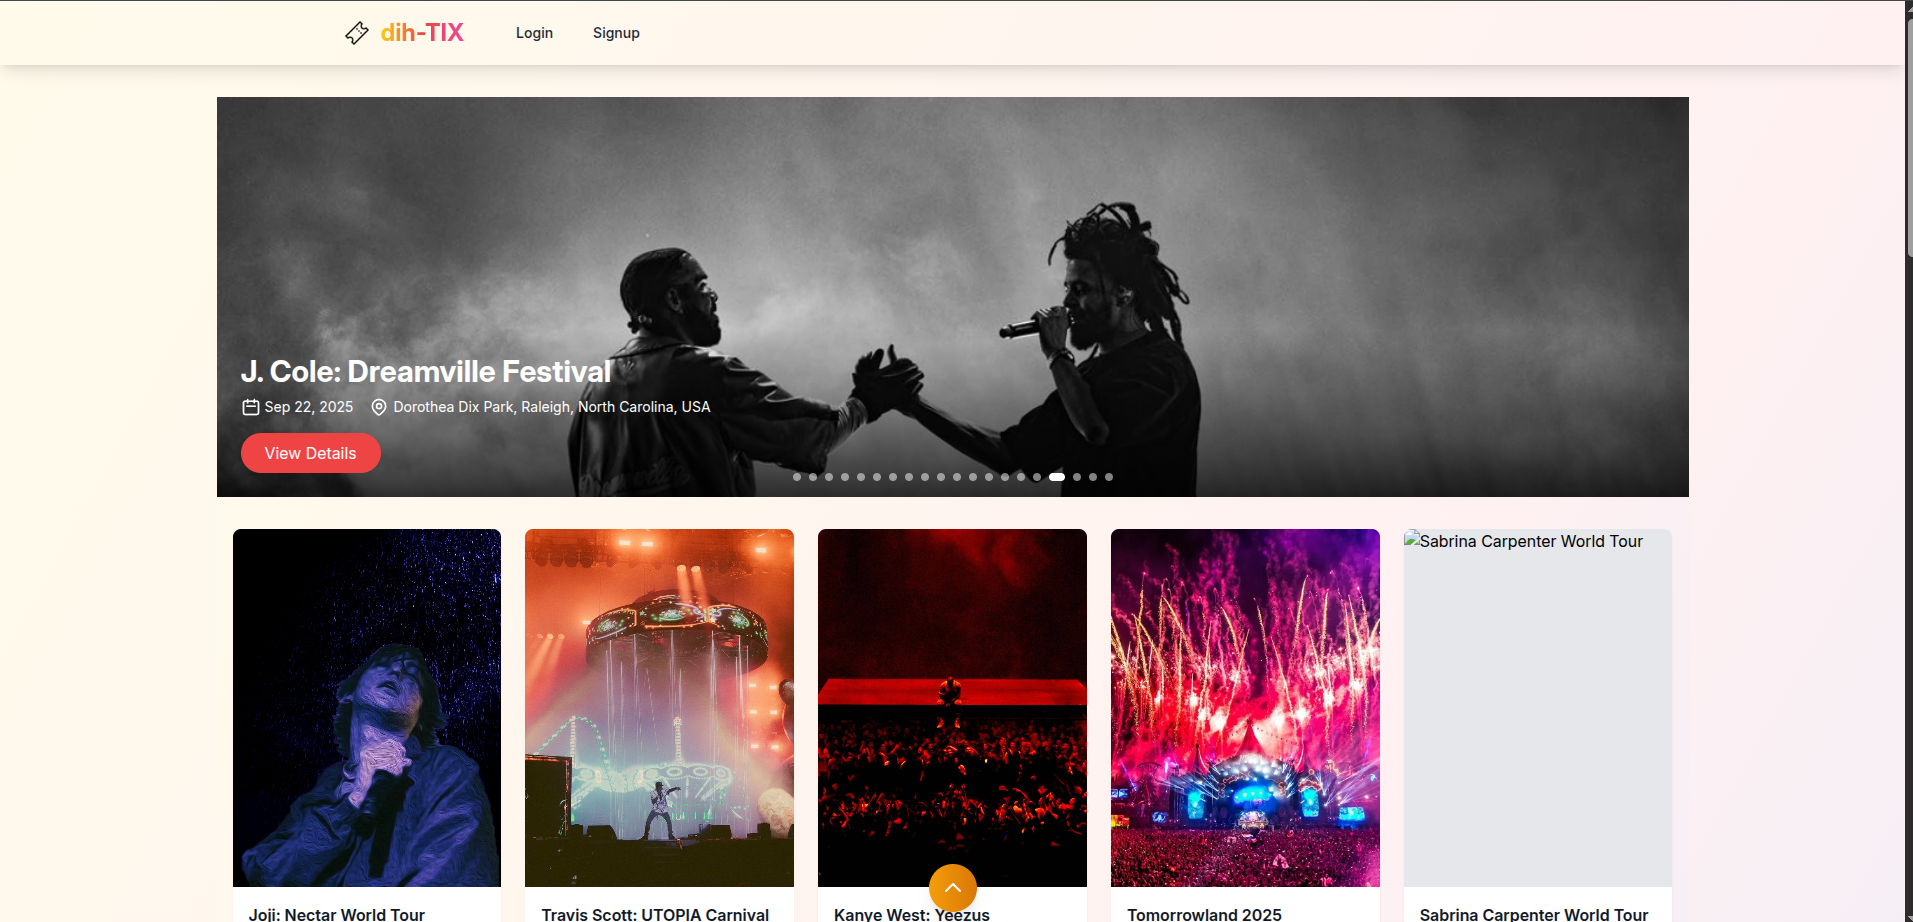 dih-TIX
Login
Signup
J. Cole: Dreamville Festival
Sep 22, 2025
Dorothea Dix Park, Raleigh, North Carolina, USA
View Details
Sabrina Carpenter World Tour
Joji: Nectar World Tour
Travis Scott: UTOPIA Carnival
Kanye West: Yeezus
Tomorrowland 2025
Sabrina Carpenter World Tour